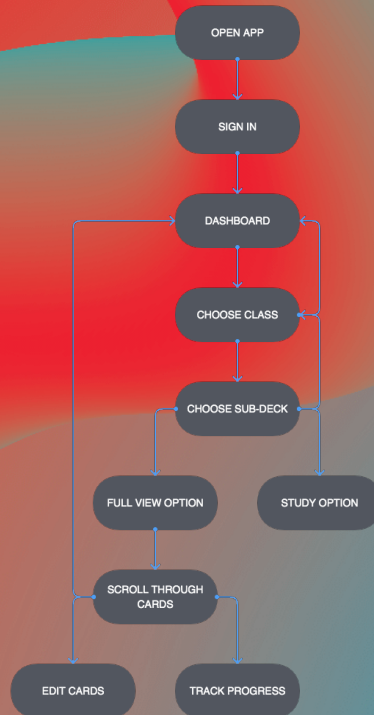 OPEN APP
SIGN IN
DASHBOARD
CHOOSE CLASS
CHOOSE SUB-DECK
FULL VIEW OPTION
STUDY OPTION
SCROLL THROUGH
CARDS
EDIT CARDS
TRACK PROGRESS